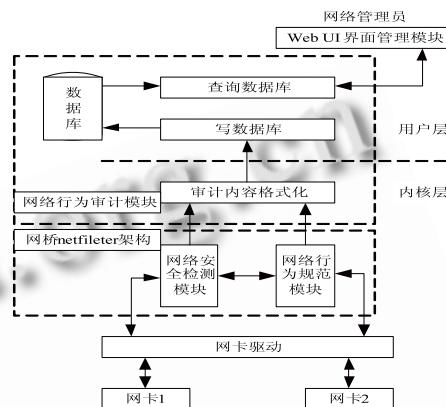 网络管理员
Web UI 界面管理模块
数
据
库
查询数据库
写数据库
用户层
审计内容格式化
内核层
网络行为审计模块
网桥netfileter架构
网络安
全检测
模块
网络行
为规范
模块
网卡驱动
网卡1
网卡2